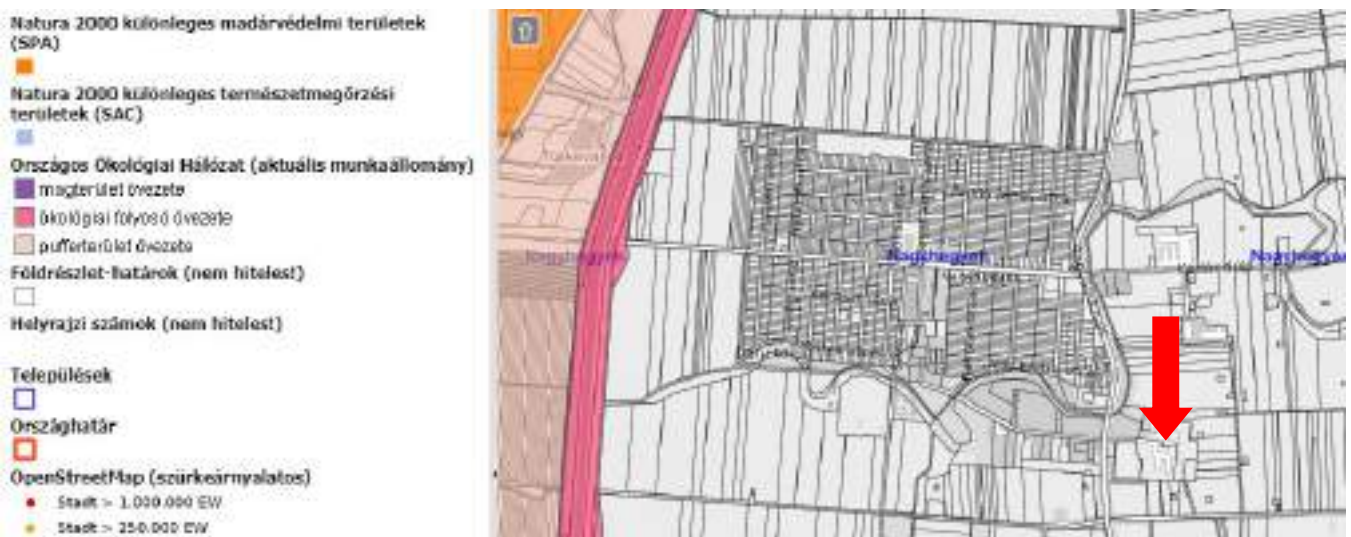 Natura 2000 különleges madárvédelmi területek
(SPA)
Natura 2000 különleges természetmegőrzési
területek (SAC)
Országos Ökológiai Hálózat (aktuális munkaállomány)
magterület övezete
ökológiai folyosó övezete
pufferterület övezete
Földrészlet-határok (nem hiteles!)
Helyrajzi számok (nem hiteles!)
Települések
Országhatár
OpenStreetMap (szürkeárnyalatos)
Stadt > 1.000.000 EW
Stadt > 250.000 EW
Nagyhegyes
Nagyhegyes
Nagyhegyes